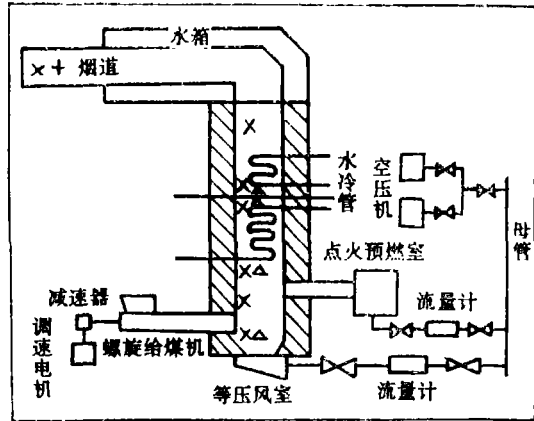 水箱
×+ 烟道
水冷管
空压机
母管
点火预燃室
减速器
流量计
调速电机
螺旋给煤机
等压风室
流量计